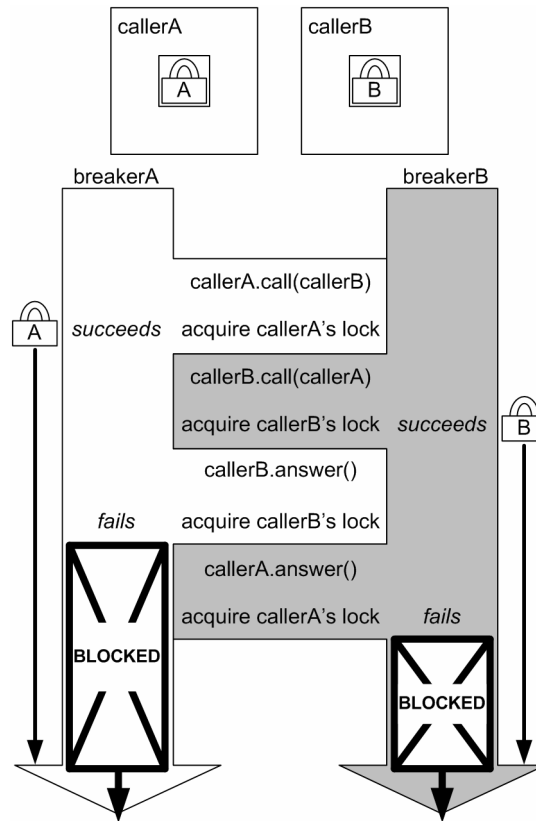 callerA
callerB
A
B
breakerA
breakerB
callerA.call(callerB)
A
succeeds
acquire callerA's lock
callerB.call(callerA)
acquire callerB's lock
succeeds
B
callerB.answer()
fails
acquire callerB's lock
callerA.answer()
acquire callerA's lock
fails
BLOCKED
BLOCKED